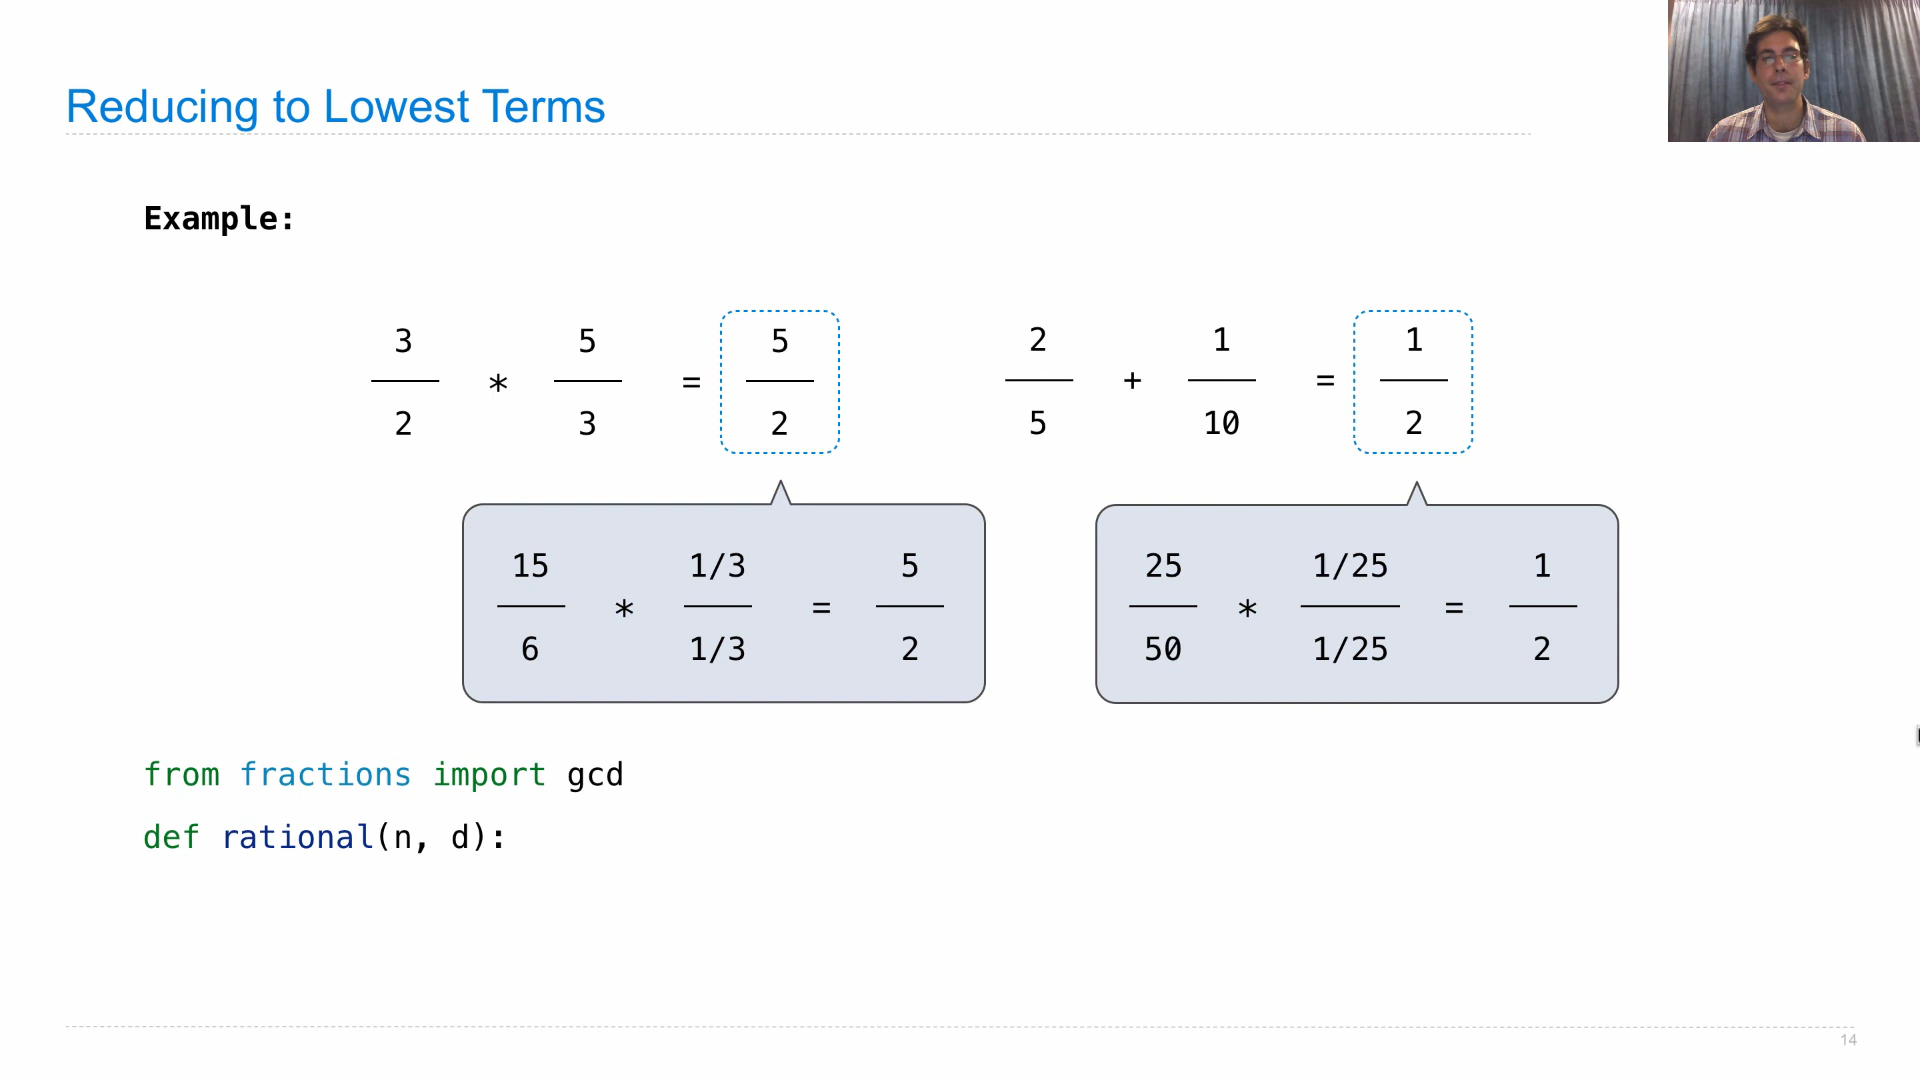 Reducing to Lowest Terms
Example:
3 5 5 2 1 1
* = + =
2 3 2 5 10 2
15 1/3 5 25 1/25 1
* = * =
6 1/3 2 50 1/25 2
from fractions import gcd
def rational(n, d):
14